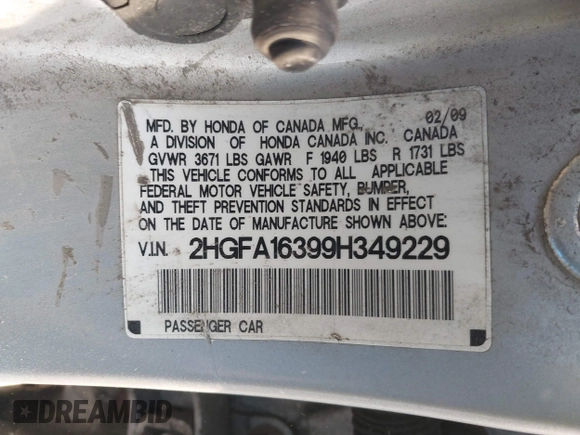 02/09
MFD. BY HONDA OF CANADA MFG.,
A DIVISION OF HONDA CANADA INC. CANADA
GVWR 3671 LBS GAWR F 1940 LBS R 1731 LBS
THIS VEHICLE CONFORMS TO ALL APPLICABLE
FEDERAL MOTOR VEHICLE SAFETY, BUMPER,
AND THEFT PREVENTION STANDARDS IN EFFECT
ON THE DATE OF MANUFACTURE SHOWN ABOVE:
V.I.N. 2HGFA16399H349229
PASSENGER CAR
DREAMBID